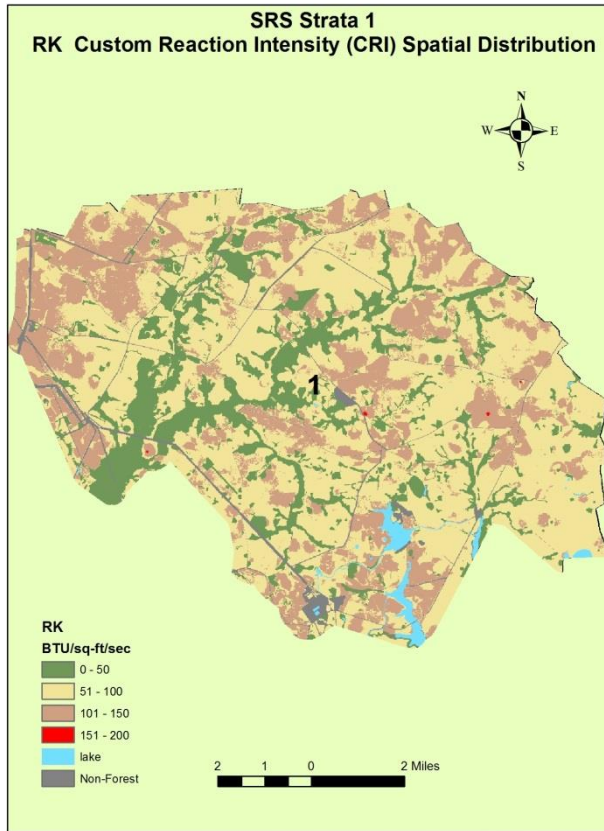 SRS Strata 1
RK Custom Reaction Intensity (CRI) Spatial Distribution
N
W E
S
1
RK
BTU/sq-ft/sec
0 - 50
51 - 100
101 - 150
151 - 200
lake
Non-Forest
2 1 0 2 Miles